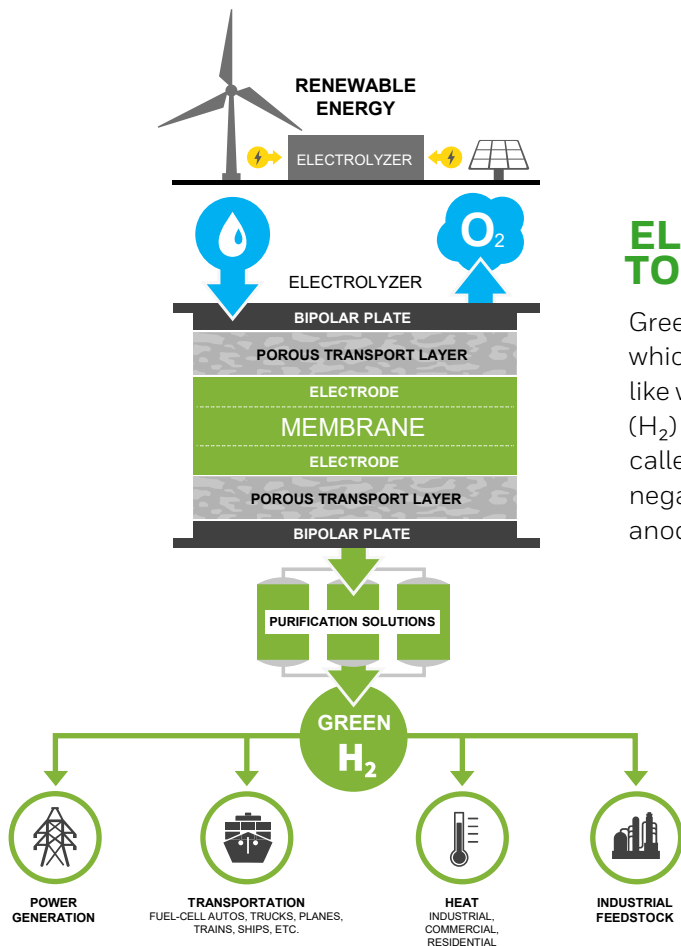 RENEWABLE
ENERGY
ELECTROLYZER
O₂
ELECTROLYZER
BIPOLAR PLATE
POROUS TRANSPORT LAYER
ELECTRODE
MEMBRANE
ELECTRODE
POROUS TRANSPORT LAYER
BIPOLAR PLATE
PURIFICATION SOLUTIONS
GREEN
H₂
POWER
GENERATION
TRANSPORTATION
FUEL-CELL AUTOS, TRUCKS, PLANES,
TRAINS, SHIPS, ETC.
HEAT
INDUSTRIAL,
COMMERCIAL,
RESIDENTIAL
INDUSTRIAL
FEEDSTOCK
EL
TO
Gree
whic
like w
(H₂)
calle
nega
anod